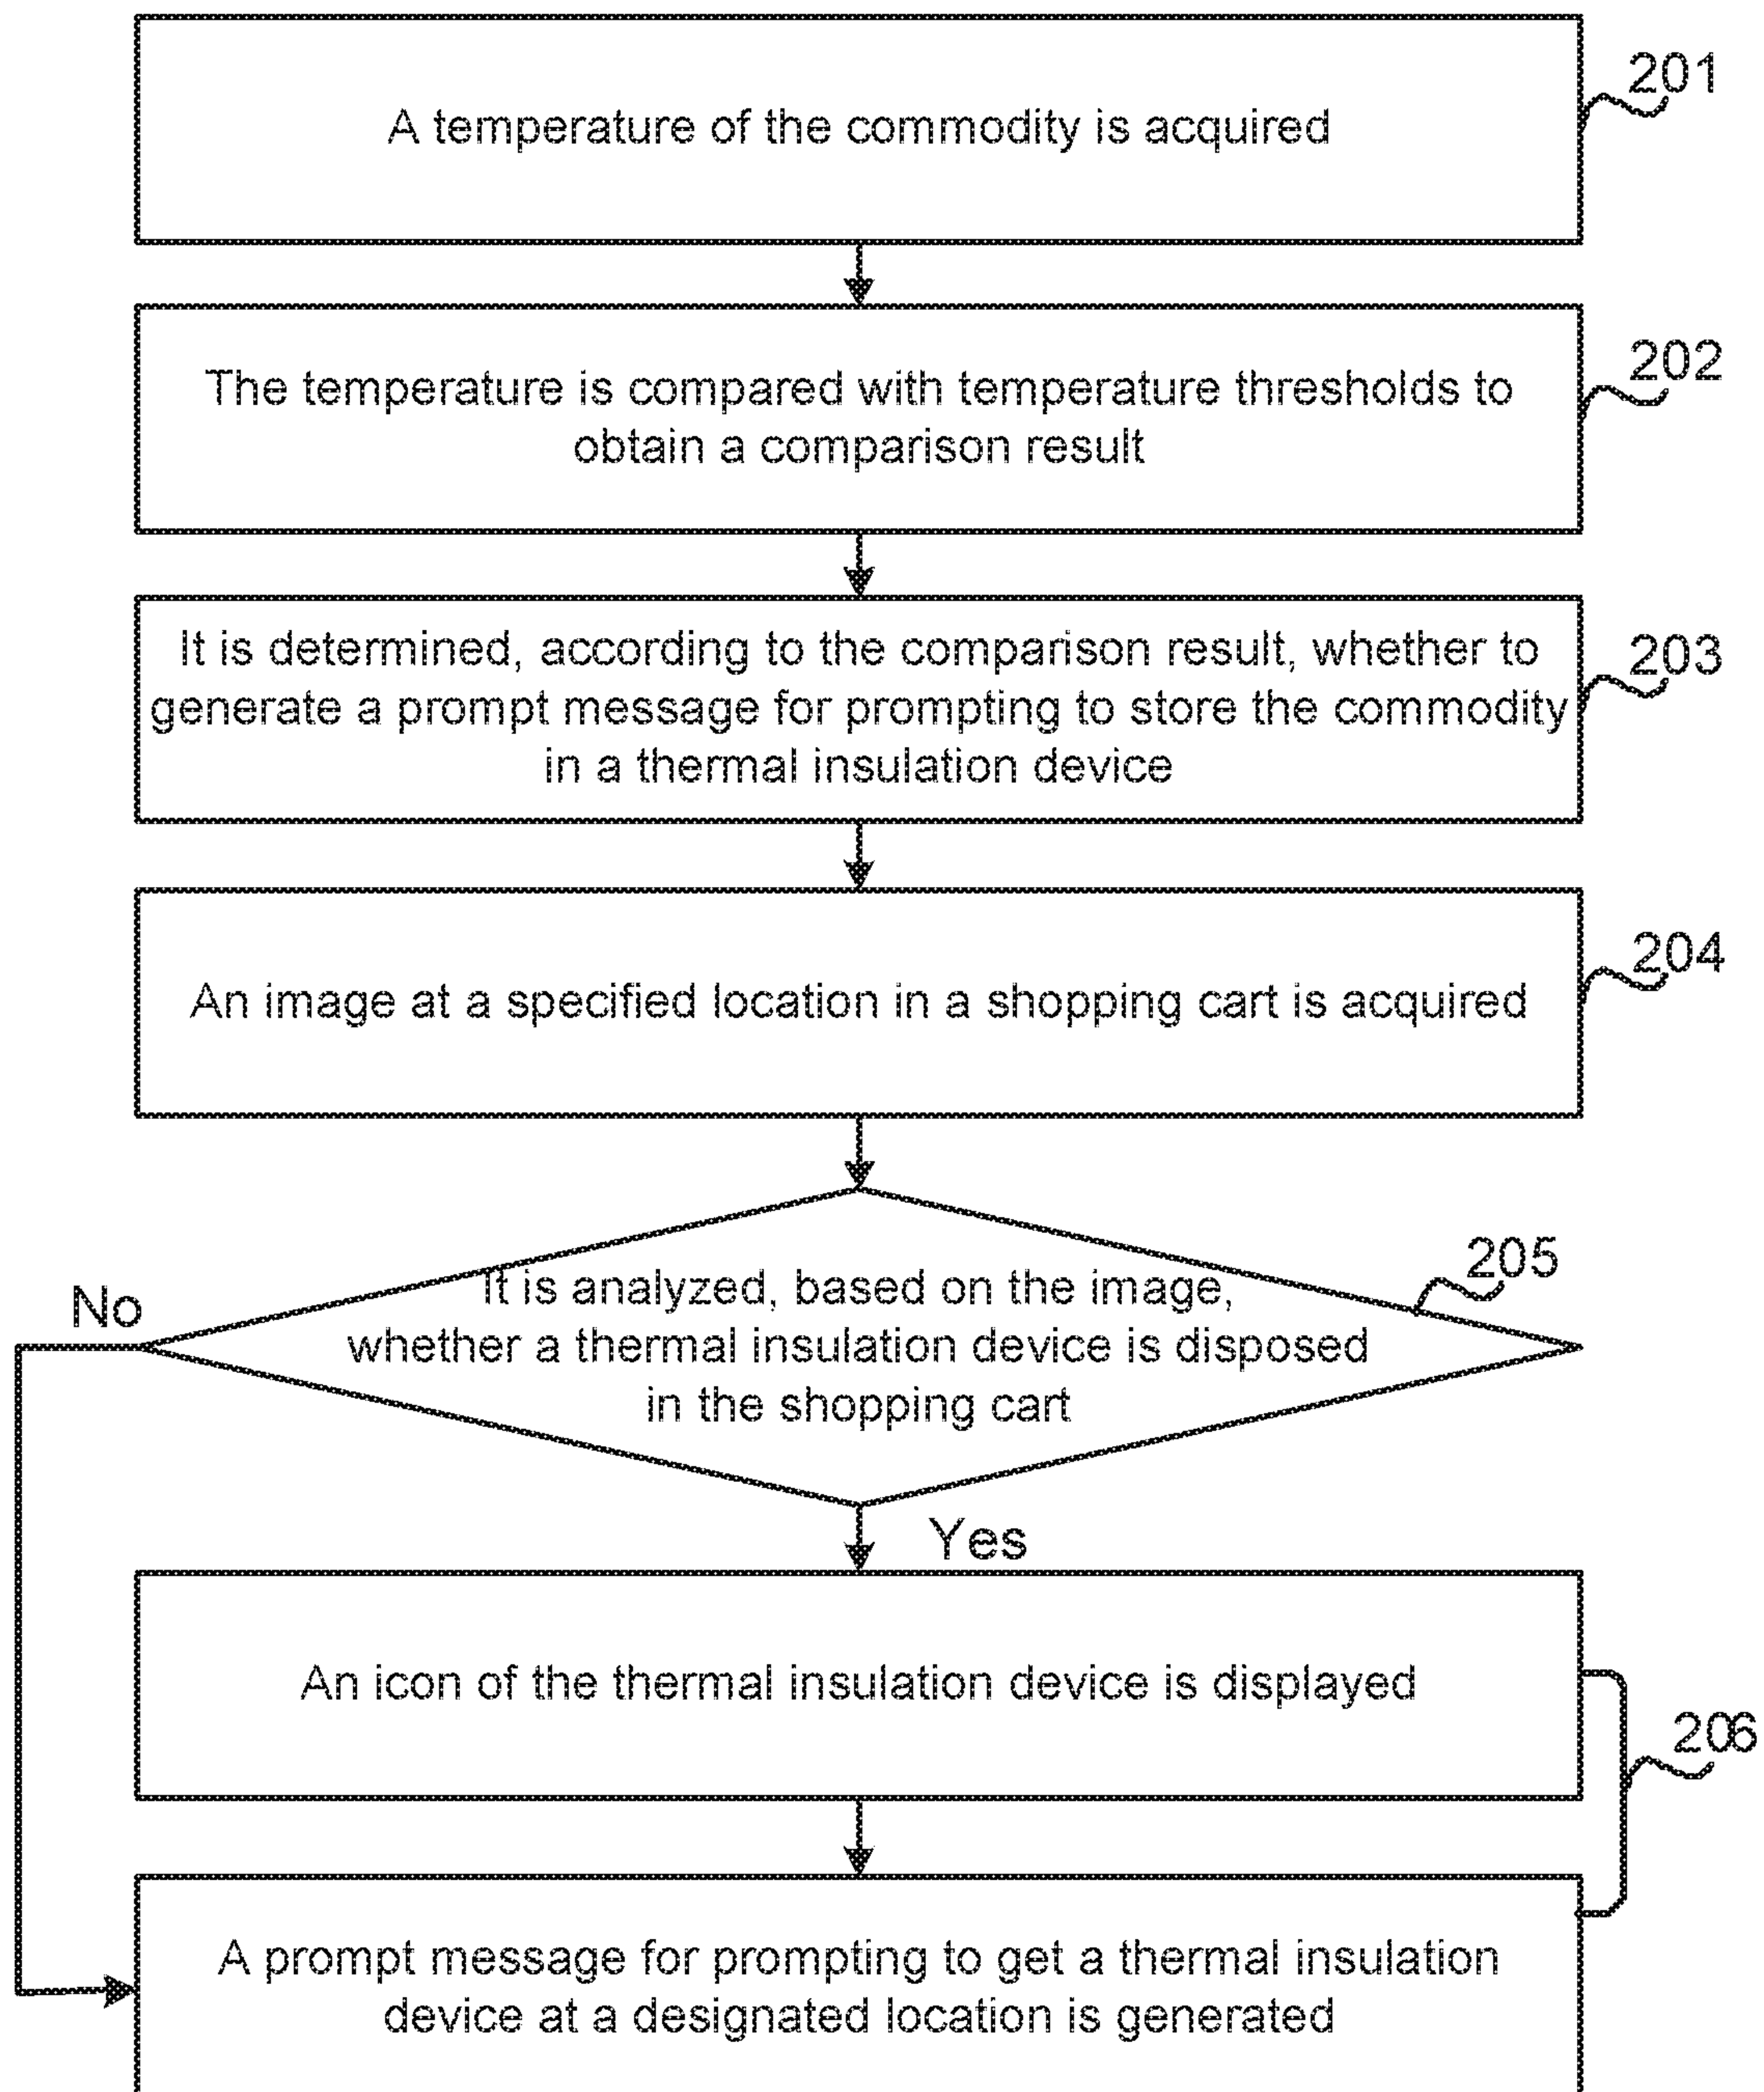 A temperature of the commodity is acquired
201
The temperature is compared with temperature thresholds to
obtain a comparison result
202
It is determined, according to the comparison result, whether to
generate a prompt message for prompting to store the commodity
in a thermal insulation device
203
An image at a specified location in a shopping cart is acquired
204
It is analyzed, based on the image,
whether a thermal insulation device is disposed
in the shopping cart
205
No
Yes
An icon of the thermal insulation device is displayed
206
A prompt message for prompting to get a thermal insulation
device at a designated location is generated